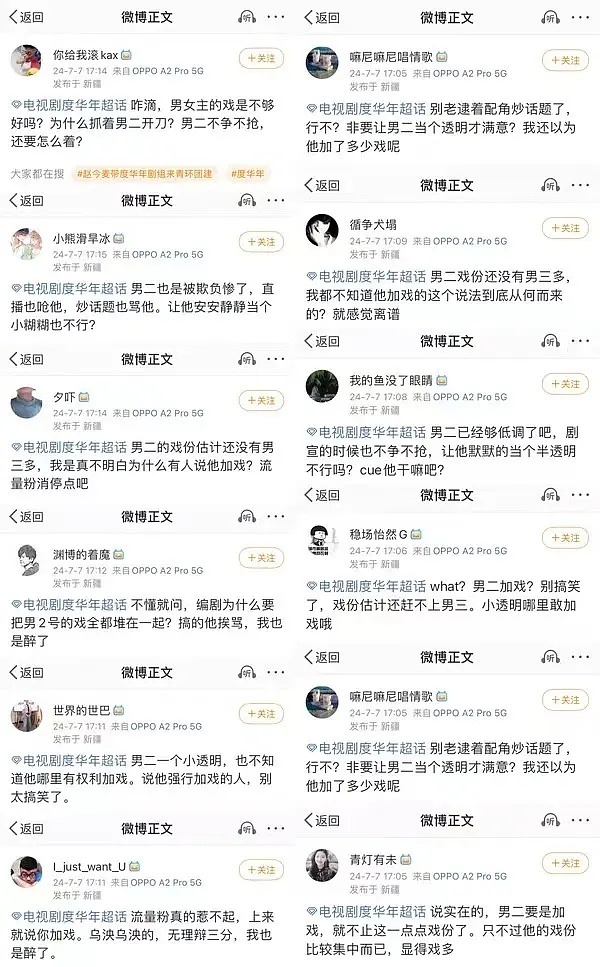 返回 微博正文 听
你给我滚kax
24-7-7 17:14 来自 OPPO A2 Pro 5G
发布于 新疆
+关注
电视剧度华年超话 咋滴，男女主的戏是不够
好吗？为什么抓着男二开刀？男二不争不抢，
还要怎么着？
大家都在搜 #赵今麦带度华年剧组来青环团建 #度华年
返回 微博正文 听
小熊滑旱冰
24-7-7 17:15 来自 OPPO A2 Pro 5G
发布于 新疆
+关注
电视剧度华年超话 男二也是被欺负惨了，直
播也呛他，炒话题也骂他。让他安安静静当个
小糊糊也不行？
返回 微博正文 听
夕吓
24-7-7 17:14 来自 OPPO A2 Pro 5G
发布于 新疆
+关注
电视剧度华年超话 男二的戏份估计还没有男
三多，我是真不明白为什么有人说他加戏？流
量粉消停点吧
返回 微博正文 听
渊博的着魔
24-7-7 17:12 来自 OPPO A2 Pro 5G
发布于 新疆
+关注
电视剧度华年超话 不懂就问，编剧为什么要
把男2号的戏全都堆在一起？搞的他挨骂，我也
是醉了
返回 微博正文 听
世界的世巴
24-7-7 17:11 来自 OPPO A2 Pro 5G
发布于 新疆
+关注
电视剧度华年超话 男二一个小透明，也不知
道他哪里有权利加戏。说他强行加戏的人，别
太搞笑了。
返回 微博正文 听
I_just_want_U
24-7-7 17:11 来自 OPPO A2 Pro 5G
发布于 新疆
+关注
电视剧度华年超话 流量粉真的惹不起，上来
就说你加戏。乌泱乌泱的，无理辩三分，我也
是醉了。
返回 微博正文 听
嘛尼嘛尼唱情歌
24-7-7 17:05 来自 OPPO A2 Pro 5G
发布于 新疆
+关注
电视剧度华年超话 别老逮着配角炒话题了，
行不？非要让男二当个透明才满意？我还以为
他加了多少戏呢
返回 微博正文 听
循争犬塌
24-7-7 17:09 来自 OPPO A2 Pro 5G
发布于 新疆
+关注
电视剧度华年超话 男二戏份还没有男三多，
我都不知道他加戏的这个说法到底从何而来
的？就感觉离谱
返回 微博正文 听
我的鱼没了眼睛
24-7-7 17:08 来自 OPPO A2 Pro 5G
发布于 新疆
+关注
电视剧度华年超话 男二已经够低调了吧，剧
宣的时候也不争不抢，让他默默的当个半透明
不行吗？cue他干嘛吧？
返回 微博正文 听
稳场怡然G
24-7-7 17:06 来自 OPPO A2 Pro 5G
发布于 新疆
+关注
电视剧度华年超话 what？男二加戏？别搞笑
了，戏份估计还赶不上男三。小透明哪里敢加
戏哦
返回 微博正文 听
嘛尼嘛尼唱情歌
24-7-7 17:05 来自 OPPO A2 Pro 5G
发布于 新疆
+关注
电视剧度华年超话 别老逮着配角炒话题了，
行不？非要让男二当个透明才满意？我还以为
他加了多少戏呢
返回 微博正文 听
青灯有未
24-7-7 17:05 来自 OPPO A2 Pro 5G
发布于 新疆
+关注
电视剧度华年超话 说实在的，男二要是加
戏，就不止这一点点戏份了。只不过他的戏份
比较集中而已，显得戏多